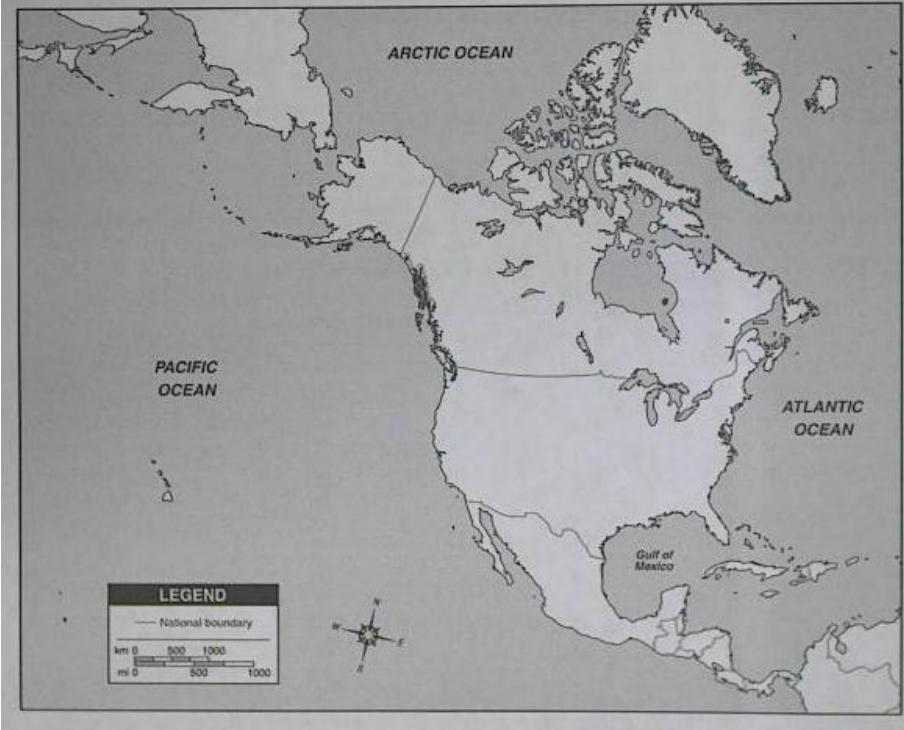 ARCTIC OCEAN
PACIFIC
OCEAN
ATLANTIC
OCEAN
Gulf of
Mexico
LEGEND
National boundary
km 0 500 1000
mi 0 500 1000
N
W
E
S